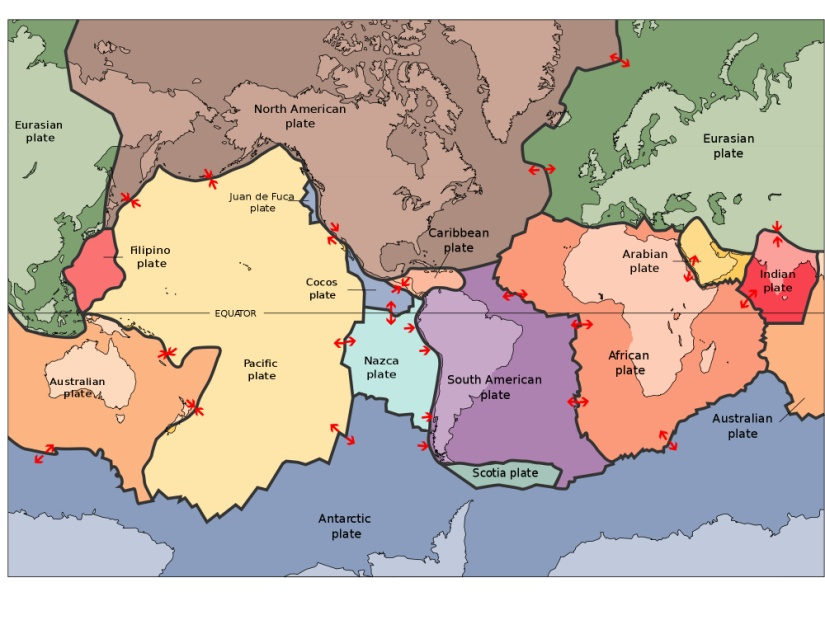 North American
plate
Eurasian
plate
Eurasian
plate
Juan de Fuca
plate
Caribbean
plate
Filipino
plate
Arabian
plate
Indian
plate
Cocos
plate
EQUATOR
Pacific
plate
Nazca
plate
African
plate
Australian
plate
South American
plate
Australian
plate
Scotia plate
Antarctic
plate